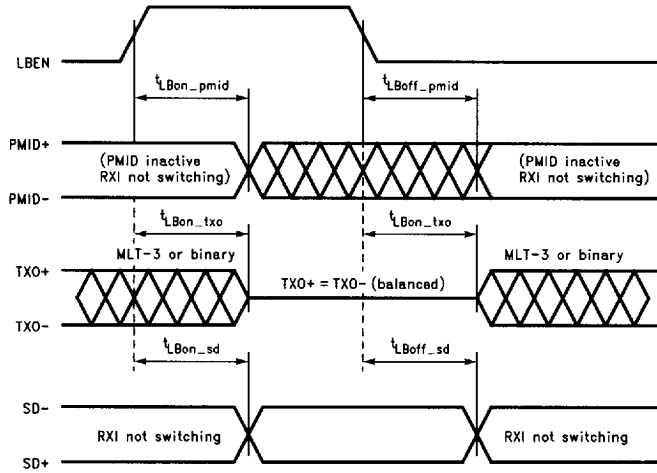 LBEN
tLBon_pmid tLBoff_pmid
PMID+
(PMID inactive
RXI not switching)
(PMID inactive
RXI not switching)
PMID-
tLBon_txo tLBon_txo
MLT-3 or binary MLT-3 or binary
TXO+
TXO+ = TXO- (balanced)
TXO-
tLBon_sd tLBoff_sd
SD-
RXI not switching RXI not switching
SD+